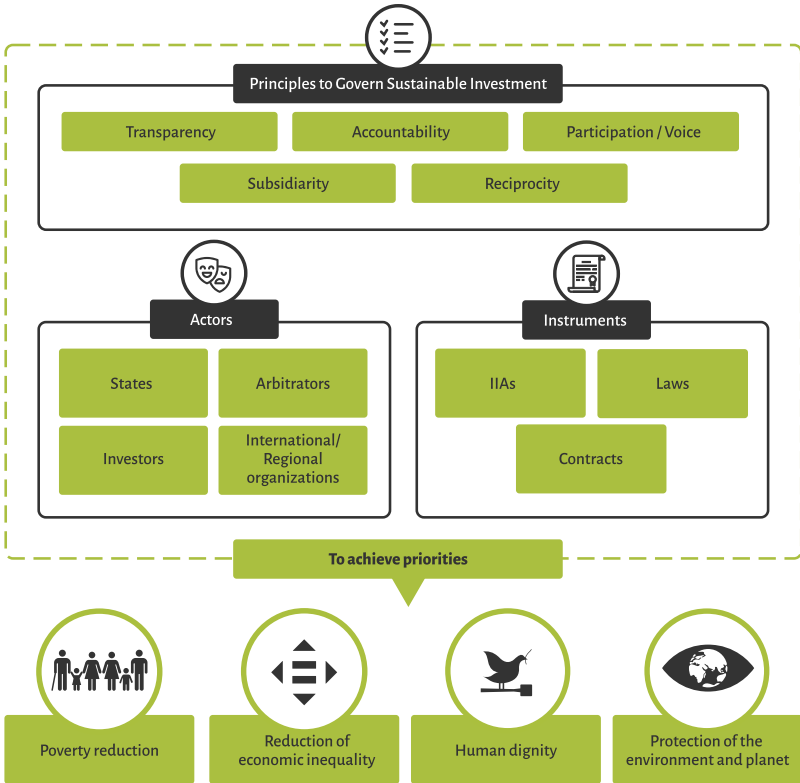 Principles to Govern Sustainable Investment
Transparency
Accountability
Participation / Voice
Subsidiarity
Reciprocity
Actors
States
Arbitrators
Investors
International/
Regional
organizations
Instruments
IIAs
Laws
Contracts
To achieve priorities
Poverty reduction
Reduction of
economic inequality
Human dignity
Protection of the
environment and planet